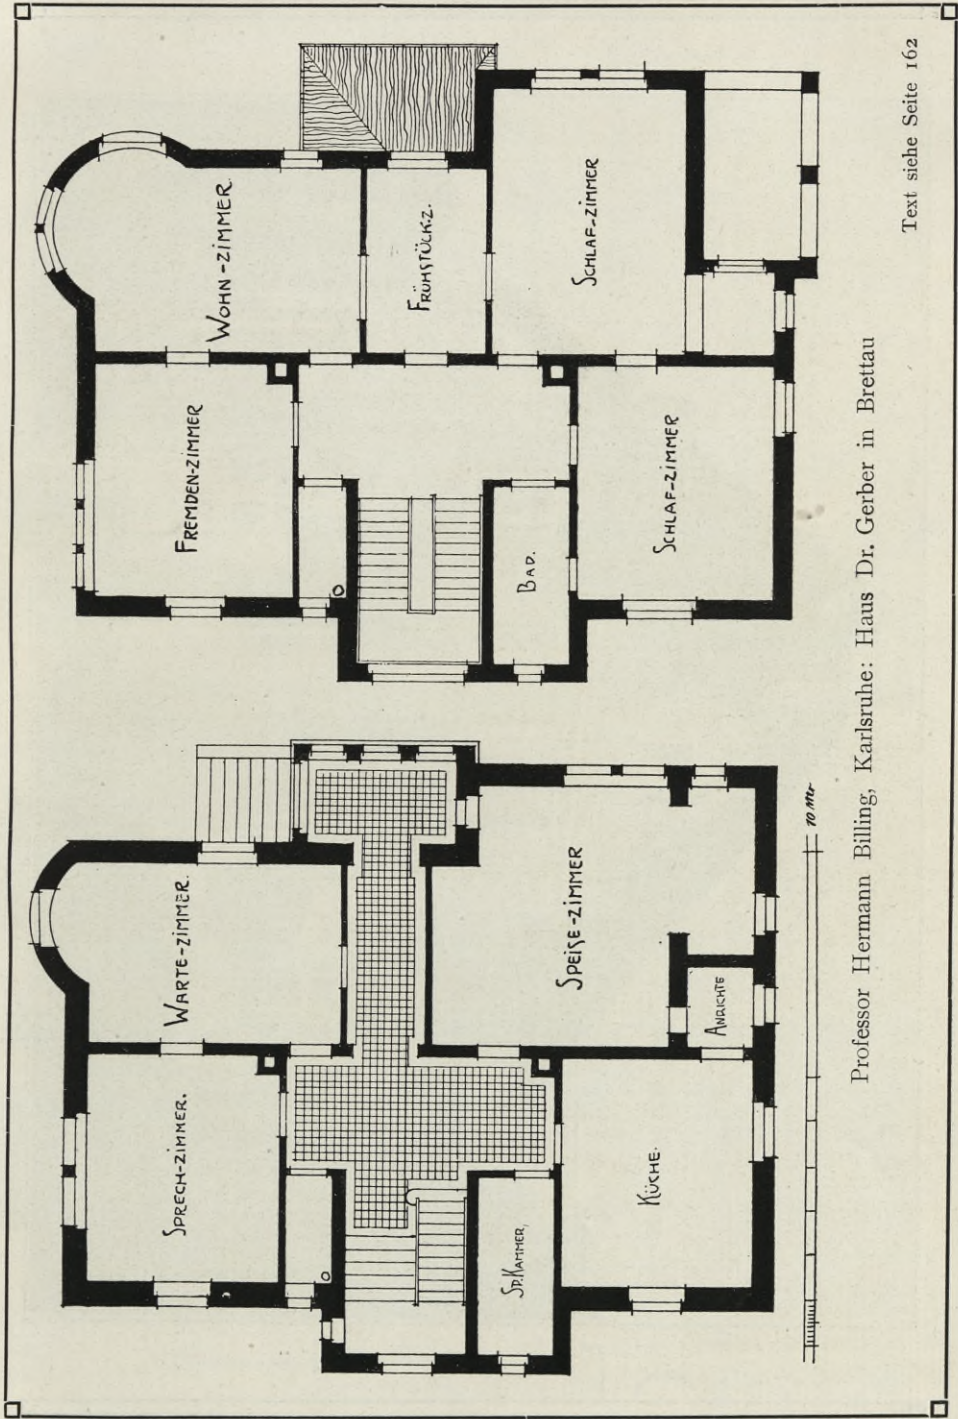 WOHN-ZIMMER
FRÜHSTÜCK-Z.
SCHLAF-ZIMMER
FREMDEN-ZIMMER
BAD.
SCHLAF-ZIMMER
WARTE-ZIMMER.
SPEISE-ZIMMER
ANRICHTE
SPRECH-ZIMMER.
SP.KAMMER,
KÜCHE.
10 Mtr
Professor Hermann Billing, Karlsruhe: Haus Dr. Gerber in Brettau
Text siehe Seite 162